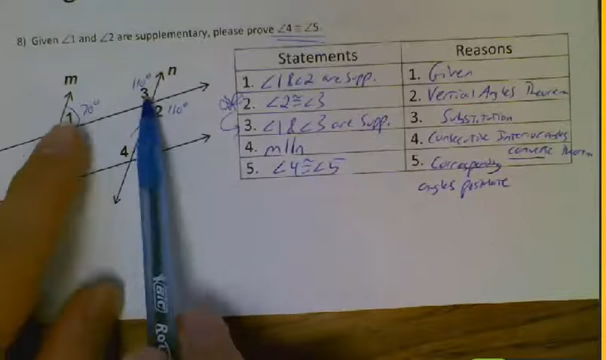 8) Given ∠1 and ∠2 are supplementary, please prove ∠4 ≅ ∠5.
m
n
110°
3
70°
1
2 110°
4
Statements
Reasons
1. ∠1 & ∠2 are supp.
1. Given
2. ∠2 ≅ ∠3
2. Vertical Angles Theorem
3. ∠1 & ∠3 are supp.
3. Substitution
4. m||n
4. Consecutive Interior angles
converse theorem
5. ∠4 ≅ ∠5
5. Corresponding
angles postulate
BIC